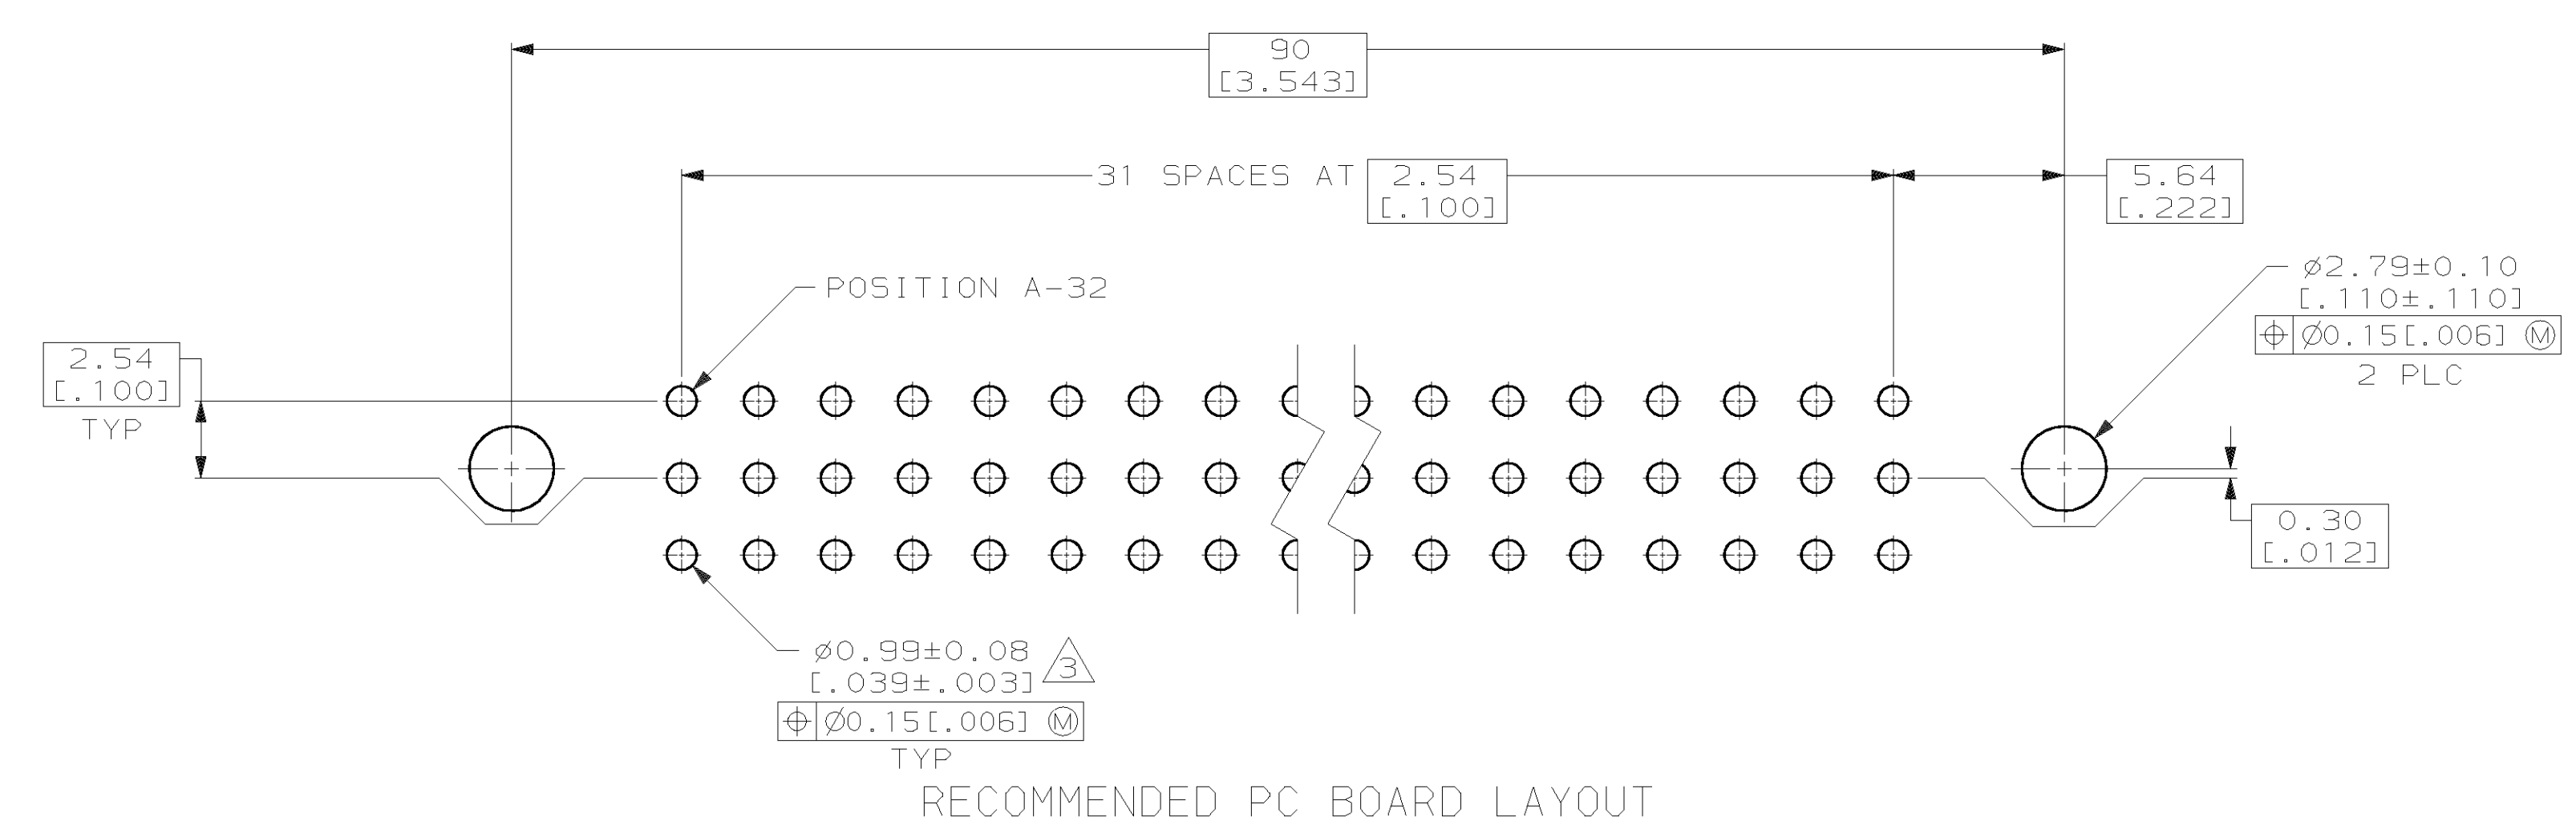 90
[3.543]
31 SPACES AT
2.54
[.100]
5.64
[.222]
ø2.79±0.10
[.110±.110]
⌖ Ø0.15[.006] Ⓜ
2 PLC
POSITION A-32
2.54
[.100]
TYP
0.30
[.012]
ø0.99±0.08
[.039±.003]
3
⌖ Ø0.15[.006] Ⓜ
TYP
RECOMMENDED PC BOARD LAYOUT